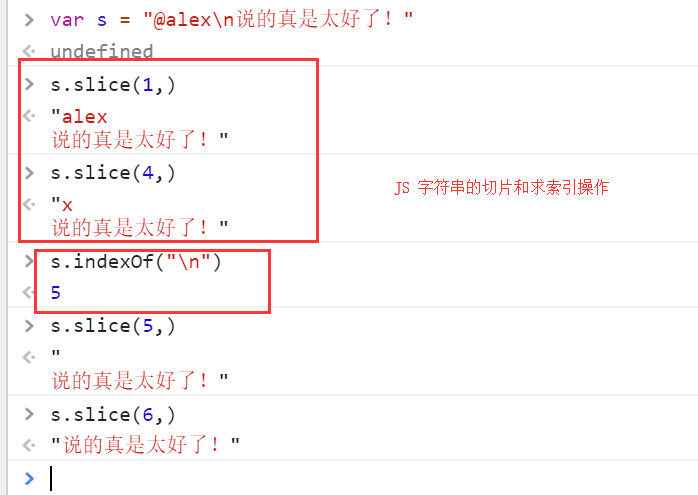 > var s = "@alex\n说的真是太好了！"
undefined
> s.slice(1,)
"alex
说的真是太好了！"
> s.slice(4,)
"x
说的真是太好了！"
JS 字符串的切片和求索引操作
> s.indexOf("\n")
5
> s.slice(5,)
"
说的真是太好了！"
> s.slice(6,)
"说的真是太好了！"
>